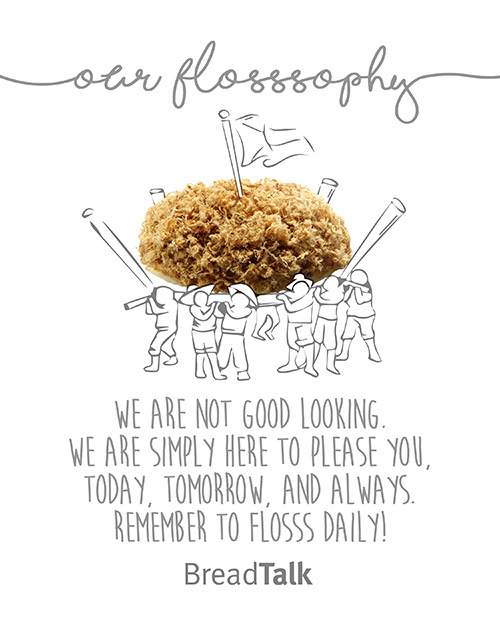 our flosssophy
WE ARE NOT GOOD LOOKING.
WE ARE SIMPLY HERE TO PLEASE YOU,
TODAY, TOMORROW, AND ALWAYS.
REMEMBER TO FLOSSS DAILY!
BreadTalk